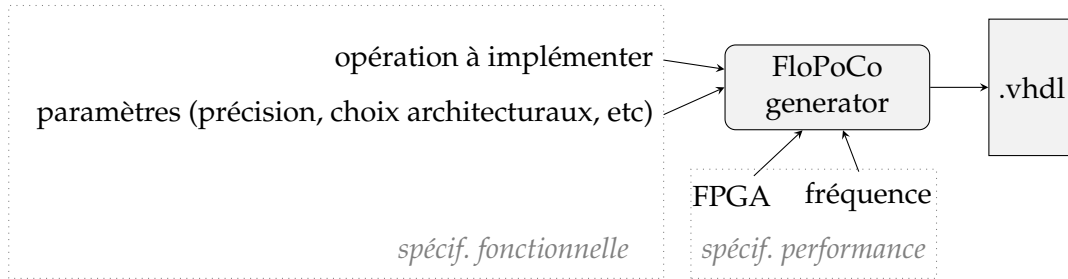 opération à implémenter
paramètres (précision, choix architecturaux, etc)
FloPoCo
generator
.vhdl
FPGA
fréquence
spécif. fonctionnelle
spécif. performance